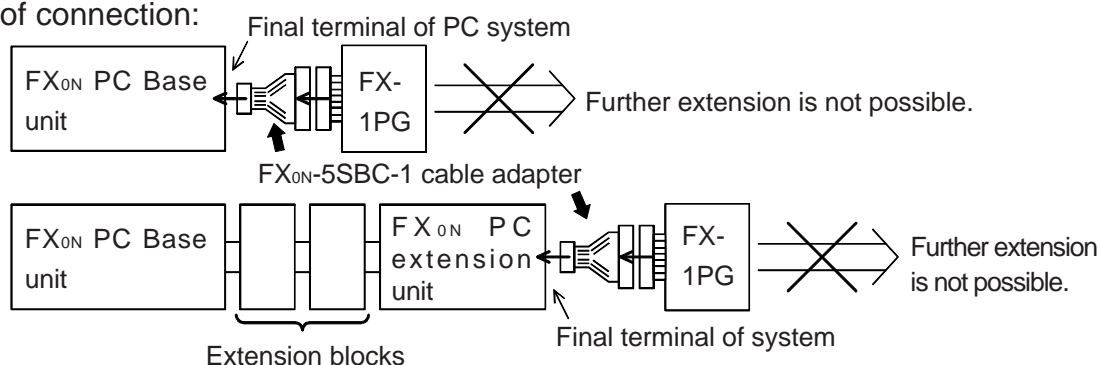 of connection:
Final terminal of PC system
FX0N PC Base
unit
FX-
1PG
Further extension is not possible.
FX0N-5SBC-1 cable adapter
FX0N PC Base
unit
FX0N PC
extension
unit
FX-
1PG
Further extension
is not possible.
Final terminal of system
Extension blocks